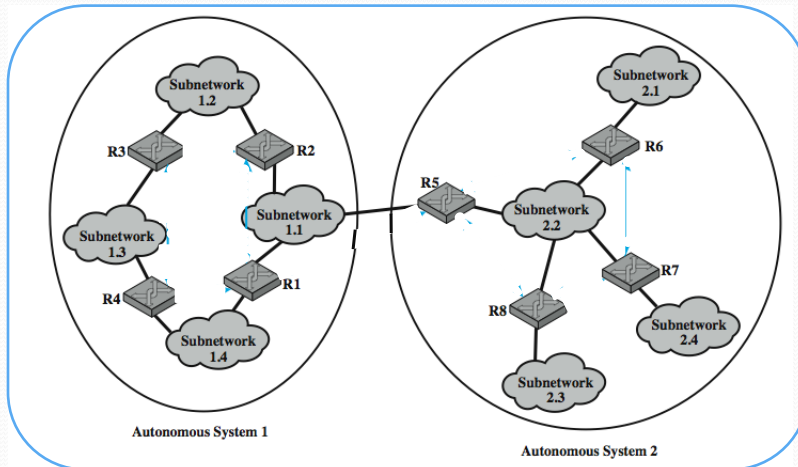 Subnetwork
1.2
R3
R2
Subnetwork
1.1
Subnetwork
1.3
R4
R1
Subnetwork
1.4
Autonomous System 1
Subnetwork
2.1
R6
R5
Subnetwork
2.2
R7
R8
Subnetwork
2.4
Subnetwork
2.3
Autonomous System 2